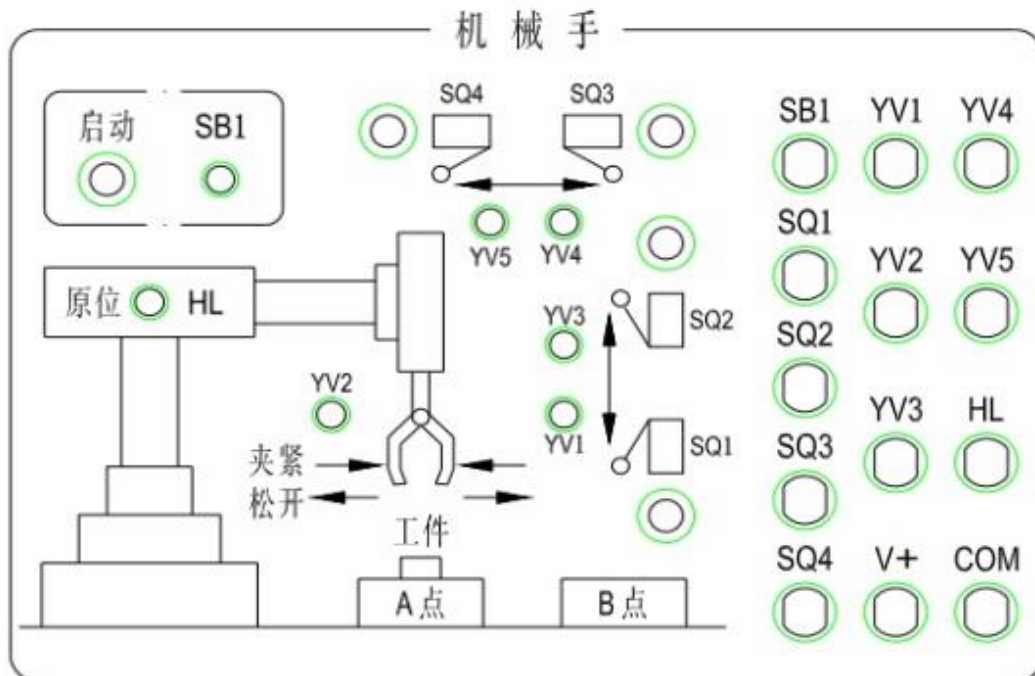 机 械 手
启动 SB1
SQ4 SQ3
YV5 YV4
原位 HL
YV3
SQ2
YV2
YV1
SQ1
夹紧
松开
工件
A点
B点
SB1 YV1 YV4
SQ1
YV2 YV5
SQ2
YV3 HL
SQ3
SQ4 V+ COM